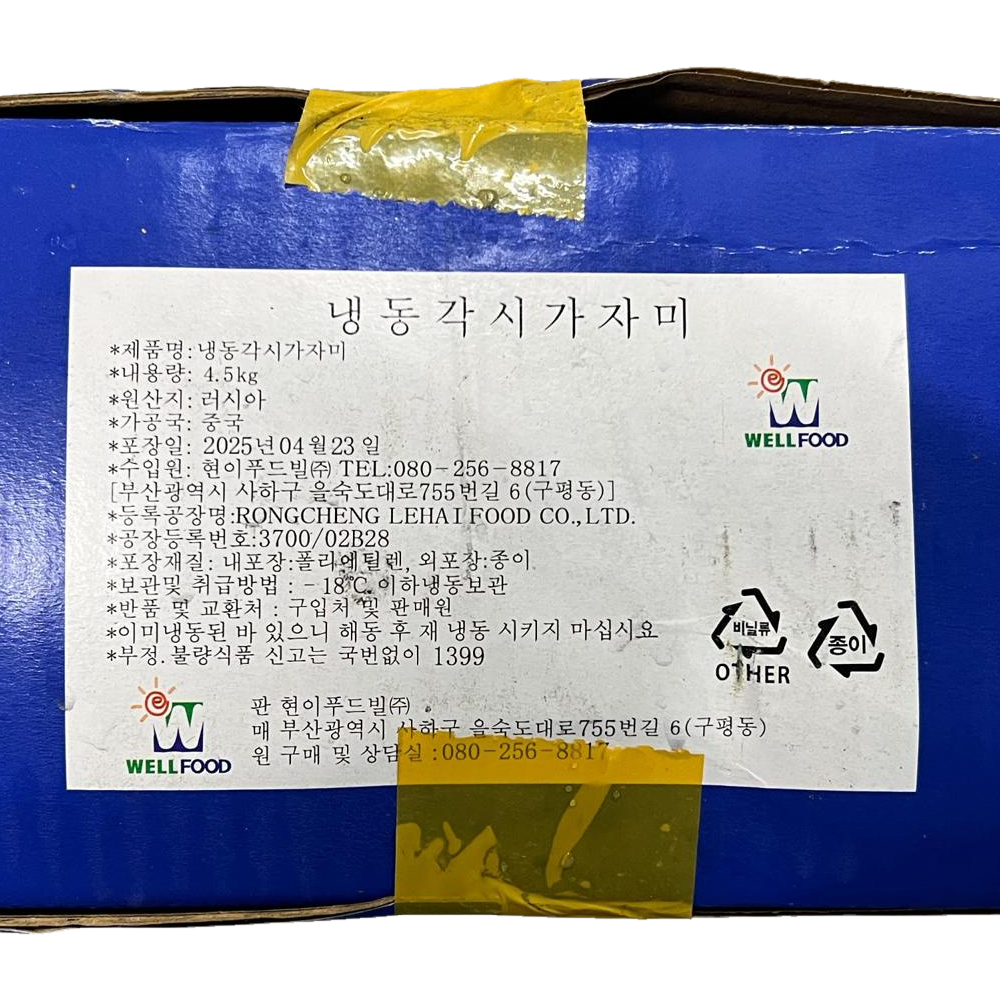 냉동각시가자미
*제품명: 냉동각시가자미
*내용량: 4.5kg
*원산지: 러시아
*가공국: 중국
*포장일: 2025년04월23일
*수입원: 현이푸드빌㈜ TEL:080-256-8817
[부산광역시 사하구 을숙도대로755번길 6(구평동)]
*등록공장명:RONGCHENG LEHAI FOOD CO.,LTD.
*공장등록번호:3700/02B28
*포장재질: 내포장:폴리에틸렌, 외포장:종이
*보관및 취급방법 : -18℃ 이하냉동보관
*반품 및 교환처 : 구입처 및 판매원
*이미냉동된 바 있으니 해동 후 재 냉동 시키지 마십시요
*부정.불량식품 신고는 국번없이 1399
e W
WELLFOOD
비닐류
OTHER
종이
e W
WELLFOOD
판 현이푸드빌㈜
매 부산광역시 사하구 을숙도대로755번길 6(구평동)
원 구매 및 상담실 :080-256-8817